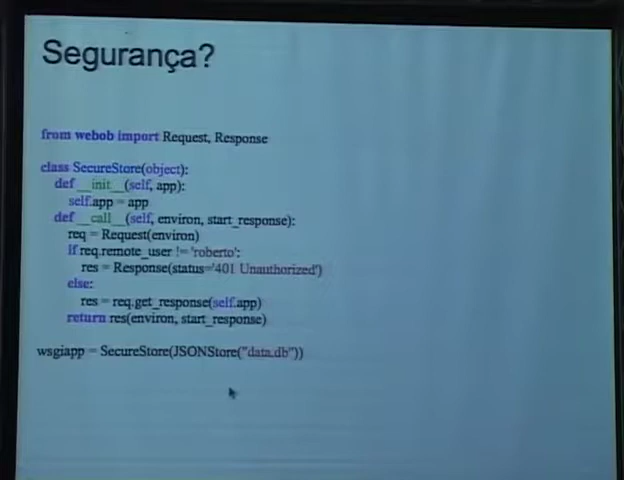 Segurança?
from webob import Request, Response
class SecureStore(object):
def __init__(self, app):
self.app = app
def __call__(self, environ, start_response):
req = Request(environ)
if req.remote_user != 'roberto':
res = Response(status='401 Unauthorized')
else:
res = req.get_response(self.app)
return res(environ, start_response)
wsgiapp = SecureStore(JSONStore("data.db"))